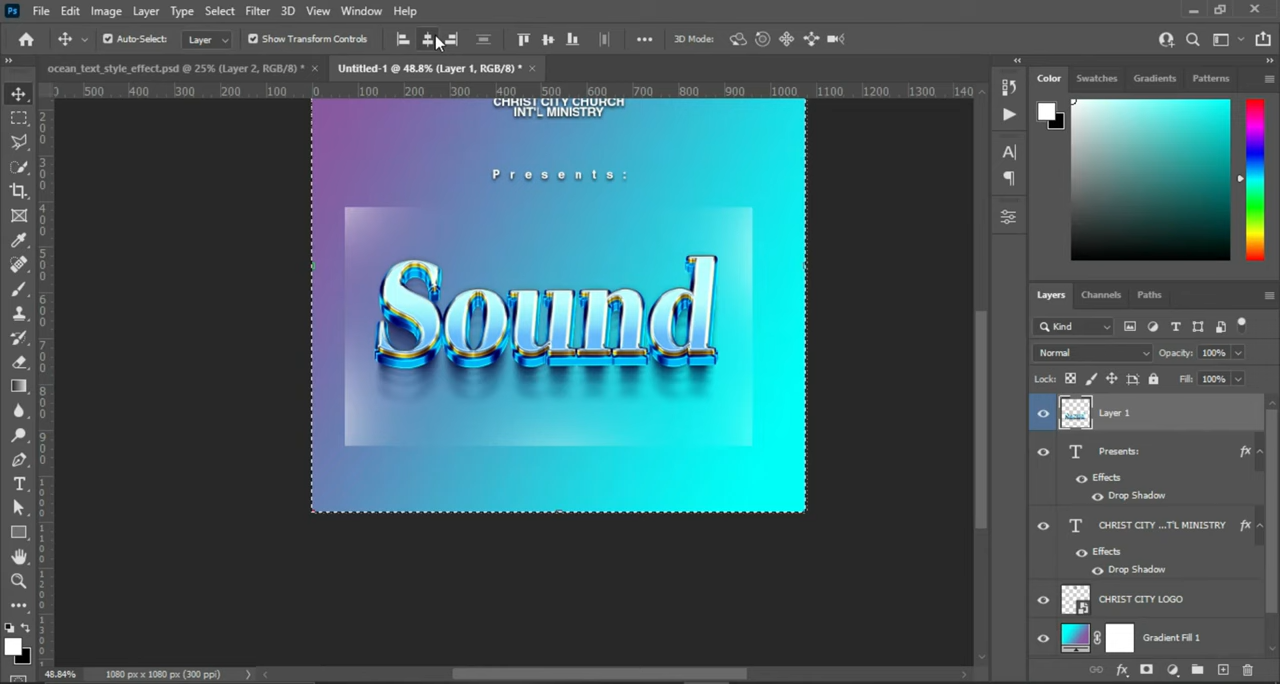 Ps File Edit Image Layer Type Select Filter 3D View Window Help
Auto-Select: Layer Show Transform Controls 3D Mode:
ocean_text_style_effect.psd @ 25% (Layer 2, RGB/8) * × Untitled-1 @ 48.8% (Layer 1, RGB/8) * ×
500 400 300 200 100 0 100 200 300 400 500 600 700 800 900 1000 1100 1200 1300 140
CHRIST CITY CHURCH
INT'L MINISTRY
Presents:
Sound
Color Swatches Gradients Patterns
Layers Channels Paths
Kind
Normal Opacity: 100%
Lock: Fill: 100%
Layer 1
Presents: fx
Effects
Drop Shadow
CHRIST CITY ...T'L MINISTRY fx
Effects
Drop Shadow
CHRIST CITY LOGO
Gradient Fill 1
48.84% 1080 px x 1080 px (300 ppi)